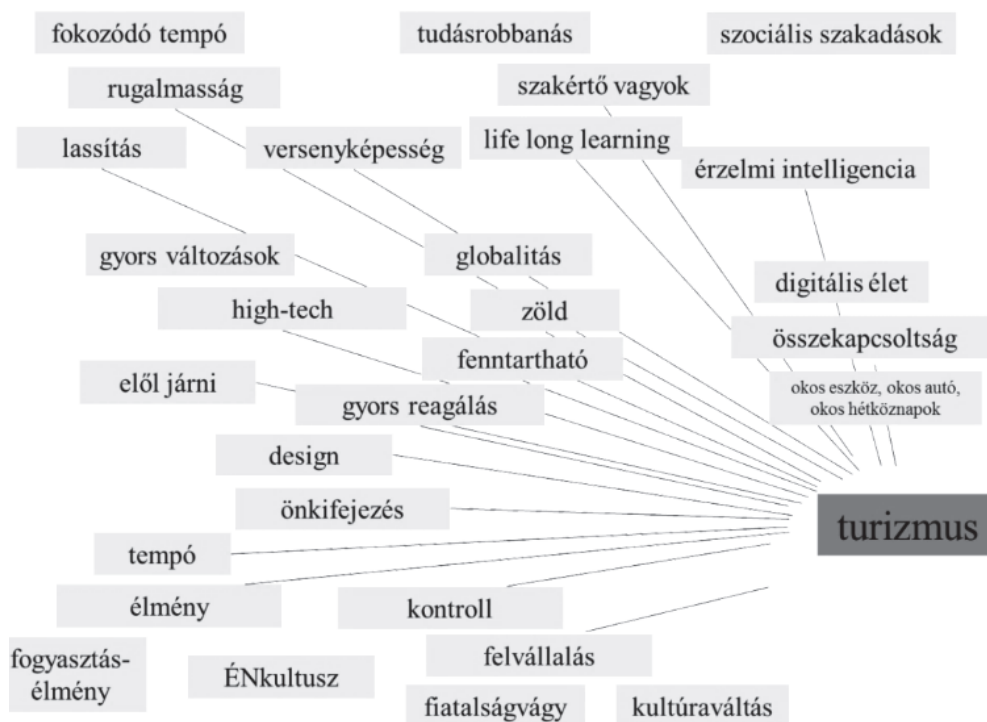 fokozódó tempó
tudásrobbanás
szociális szakadások
rugalmasság
szakértő vagyok
lassítás
versenyképesség
life long learning
érzelmi intelligencia
gyors változások
globalitás
digitális élet
high-tech
zöld
összekapcsoltság
fenntartható
elől járni
gyors reagálás
okos eszköz, okos autó,
okos hétköznapok
design
önkifejezés
turizmus
tempó
élmény
kontroll
fogyasztás-
élmény
ÉNkultusz
felvállalás
fiatalságvágy
kultúraváltás